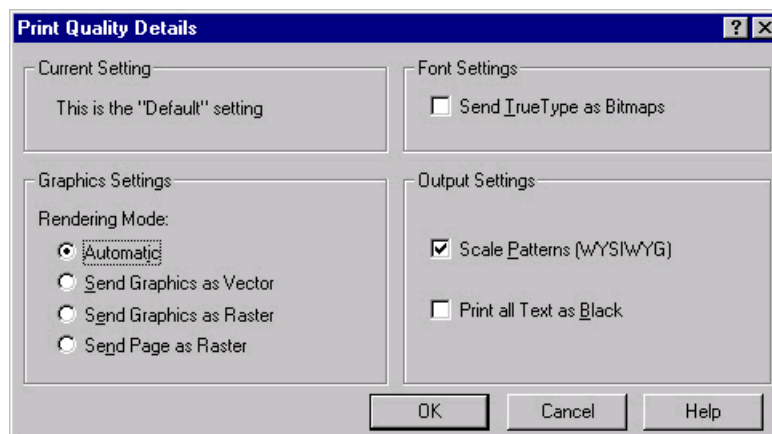 Print Quality Details
Current Setting
This is the "Default" setting
Font Settings
Send TrueType as Bitmaps
Graphics Settings
Rendering Mode:
Automatic
Send Graphics as Vector
Send Graphics as Raster
Send Page as Raster
Output Settings
Scale Patterns (WYSIWYG)
Print all Text as Black
OK
Cancel
Help